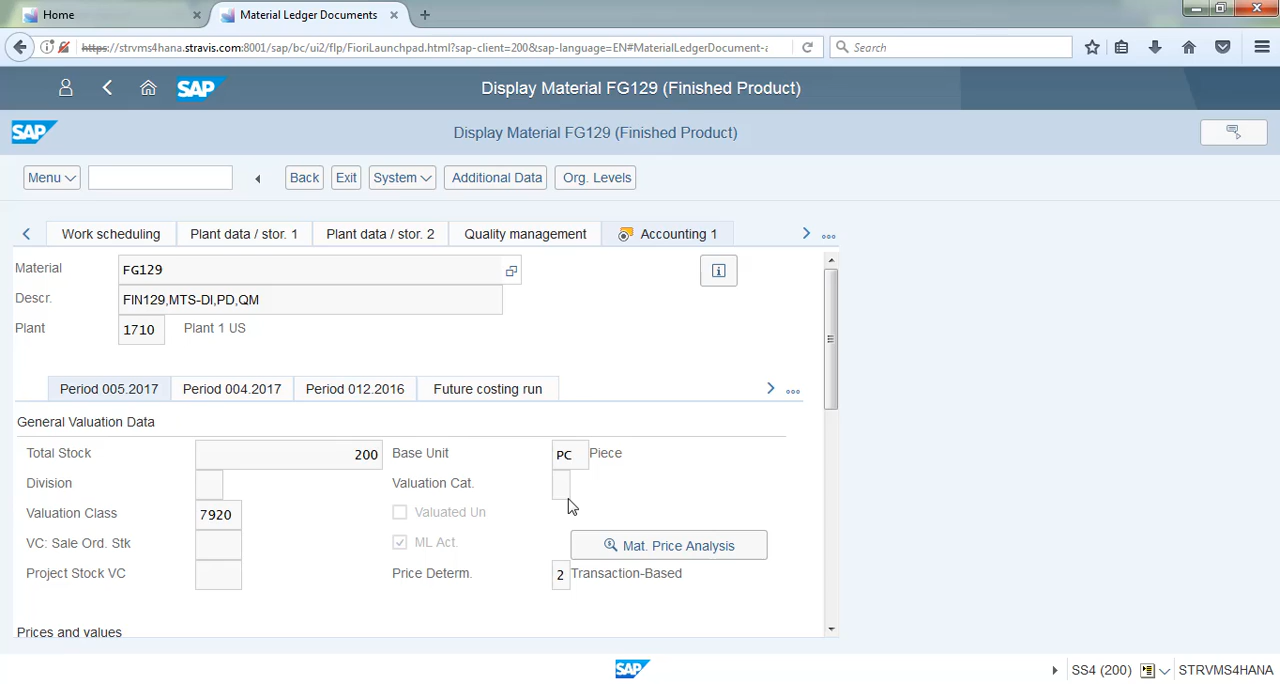 Home
Material Ledger Documents
https://strvms4hana.stravis.com:8001/sap/bc/ui2/flp/FioriLaunchpad.html?sap-client=200&sap-language=EN#MaterialLedgerDocument-a
Search
SAP
Display Material FG129 (Finished Product)
SAP
Display Material FG129 (Finished Product)
Menu
Back
Exit
System
Additional Data
Org. Levels
Work scheduling
Plant data / stor. 1
Plant data / stor. 2
Quality management
Accounting 1
Material
FG129
Descr.
FIN129,MTS-DI,PD,QM
Plant
1710
Plant 1 US
Period 005.2017
Period 004.2017
Period 012.2016
Future costing run
General Valuation Data
Total Stock
200
Base Unit
PC
Piece
Division
Valuation Cat.
Valuation Class
7920
Valuated Un
VC: Sale Ord. Stk
ML Act.
Mat. Price Analysis
Project Stock VC
Price Determ.
2
Transaction-Based
Prices and values
SAP
SS4 (200)
STRVMS4HANA